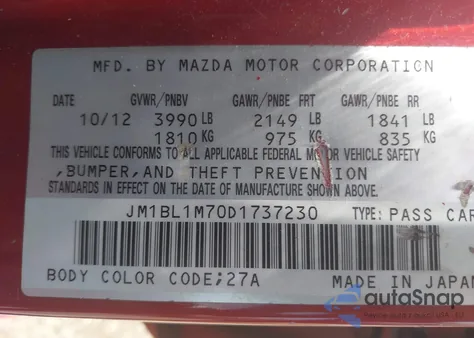 MFD. BY MAZDA MOTOR CORPORATION
DATE GVWR/PNBV GAWR/PNBE FRT GAWR/PNBE RR
10/12 3990 LB 2149 LB 1841 LB
1810 KG 975 KG 835 KG
THIS VEHICLE CONFORMS TO ALL APPLICABLE FEDERAL MOTOR VEHICLE SAFETY
,BUMPER,AND THEFT PREVENTION
STANDARDS IN EFFECT ON THE DATE OF MANUFACTURE SHOWN ABOVE.
JM1BL1M70D1737230 TYPE: PASS CAR
BODY COLOR CODE;27A MADE IN JAPAN
autoSnap